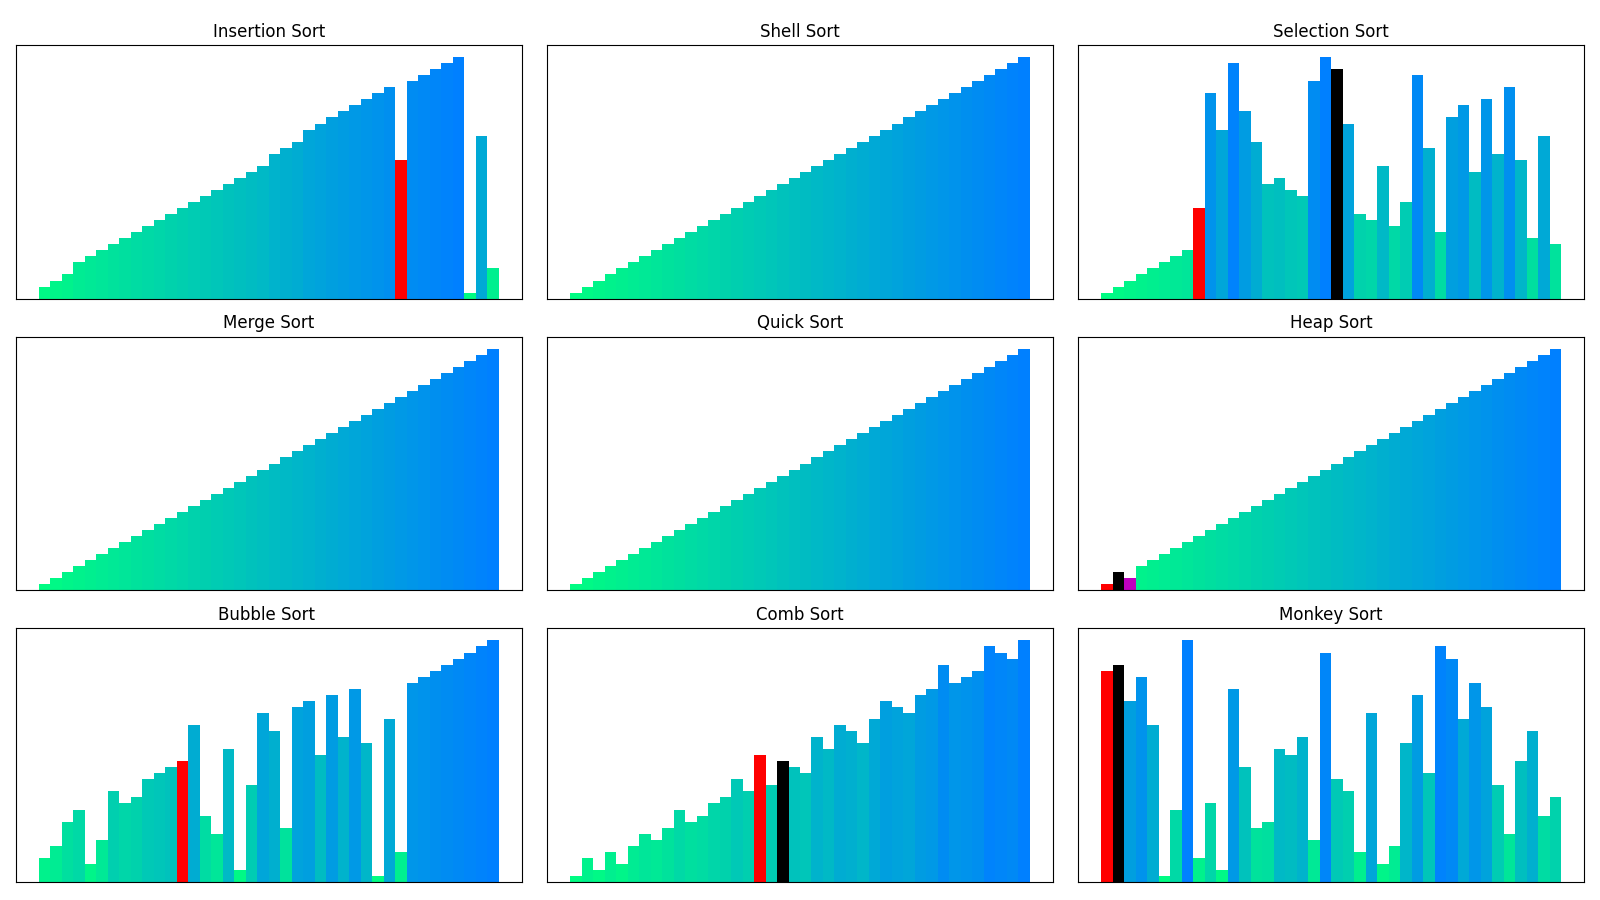 Insertion Sort
Shell Sort
Selection Sort
Merge Sort
Quick Sort
Heap Sort
Bubble Sort
Comb Sort
Monkey Sort